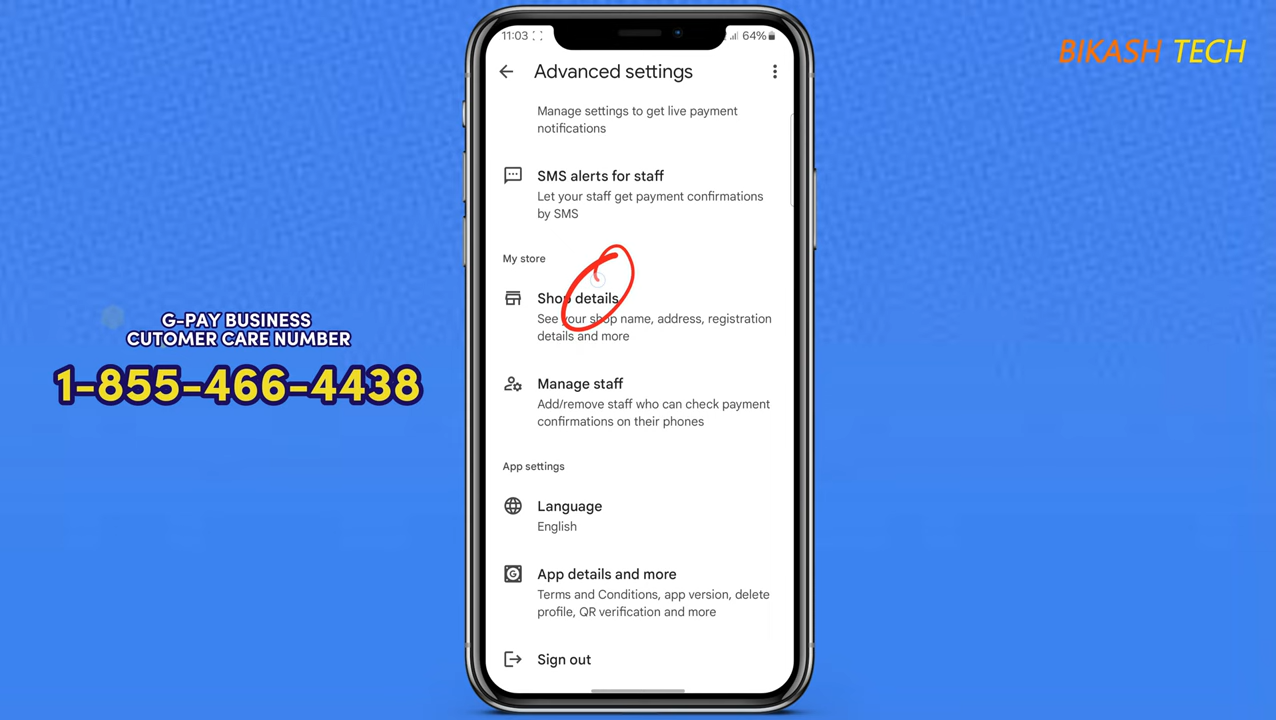 BIKASH TECH
11:03
64%
Advanced settings
Manage settings to get live payment
notifications
SMS alerts for staff
Let your staff get payment confirmations
by SMS
My store
Shop details
See your shop name, address, registration
details and more
Manage staff
Add/remove staff who can check payment
confirmations on their phones
App settings
Language
English
App details and more
Terms and Conditions, app version, delete
profile, QR verification and more
Sign out
G-PAY BUSINESS
CUTOMER CARE NUMBER
1-855-466-4438